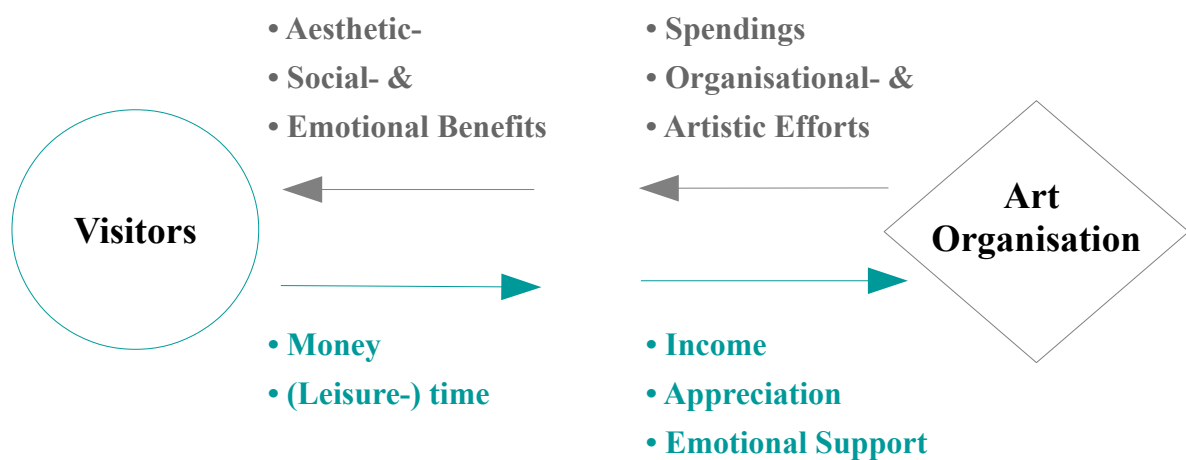 • Aesthetic-
• Social- &
• Emotional Benefits
• Spendings
• Organisational- &
• Artistic Efforts
Visitors
Art
Organisation
• Money
• (Leisure-) time
• Income
• Appreciation
• Emotional Support